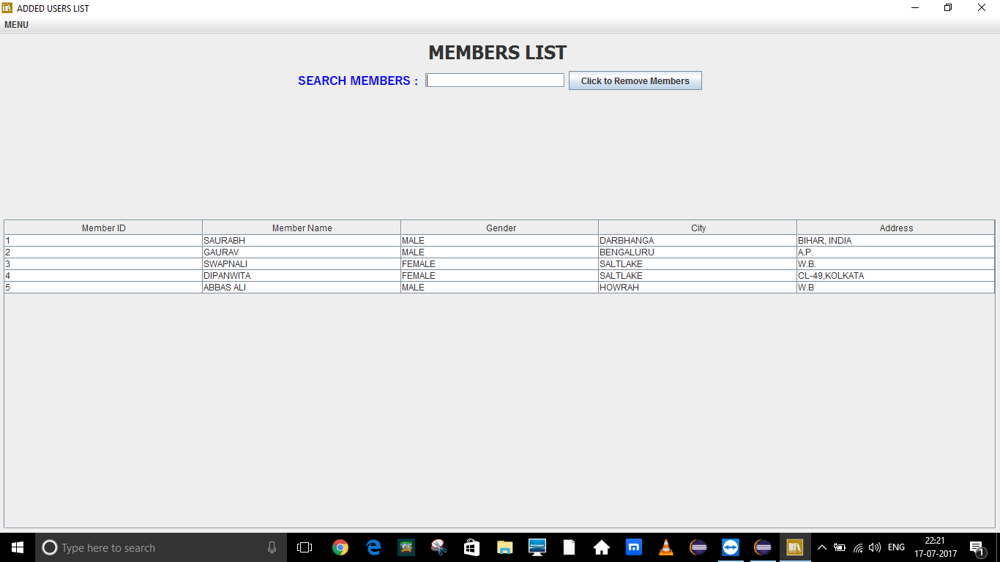 ADDED USERS LIST
MENU
MEMBERS LIST
SEARCH MEMBERS : Click to Remove Members
Member ID Member Name Gender City Address
1 SAURABH MALE DARBHANGA BIHAR, INDIA
2 GAURAV MALE BENGALURU A.P.
3 SWAPNALI FEMALE SALTLAKE W.B.
4 DIPANWITA FEMALE SALTLAKE CL-49,KOLKATA
5 ABBAS ALI MALE HOWRAH W.B
Type here to search ENG 22:21
17-07-2017 1